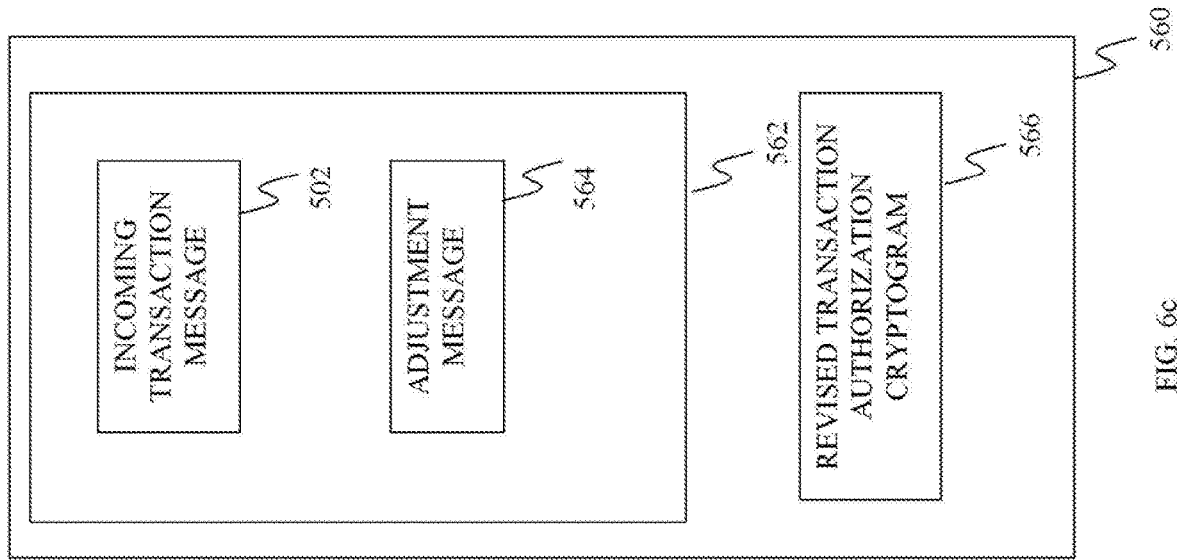 INCOMING
TRANSACTION
MESSAGE
502
ADJUSTMENT
MESSAGE
564
562
REVISED TRANSACTION
AUTHORIZATION
CRYPTOGRAM
566
560
FIG. 6c